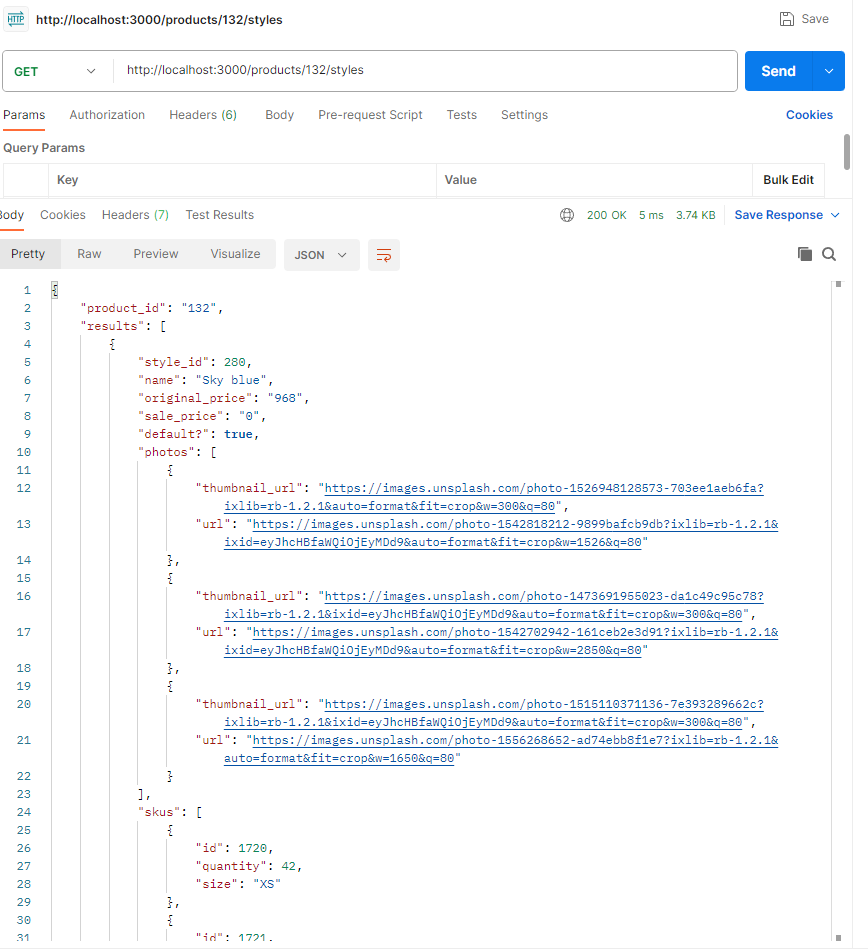 HTTP http://localhost:3000/products/132/styles Save
GET http://localhost:3000/products/132/styles Send
Params Authorization Headers (6) Body Pre-request Script Tests Settings Cookies
Query Params
Key Value Bulk Edit
Body Cookies Headers (7) Test Results 200 OK 5 ms 3.74 KB Save Response
Pretty Raw Preview Visualize JSON
1 {
2 "product_id": "132",
3 "results": [
4 {
5 "style_id": 280,
6 "name": "Sky blue",
7 "original_price": "968",
8 "sale_price": "0",
9 "default?": true,
10 "photos": [
11 {
12 "thumbnail_url": "https://images.unsplash.com/photo-1526948128573-703ee1aeb6fa?
ixlib=rb-1.2.1&auto=format&fit=crop&w=300&q=80",
13 "url": "https://images.unsplash.com/photo-1542818212-9899bafcb9db?ixlib=rb-1.2.1&
ixid=eyJhcHBfaWQiOjEyMDd9&auto=format&fit=crop&w=1526&q=80"
14 },
15 {
16 "thumbnail_url": "https://images.unsplash.com/photo-1473691955023-da1c49c95c78?
ixlib=rb-1.2.1&ixid=eyJhcHBfaWQiOjEyMDd9&auto=format&fit=crop&w=300&q=80",
17 "url": "https://images.unsplash.com/photo-1542702942-161ceb2e3d91?ixlib=rb-1.2.1&
ixid=eyJhcHBfaWQiOjEyMDd9&auto=format&fit=crop&w=2850&q=80"
18 },
19 {
20 "thumbnail_url": "https://images.unsplash.com/photo-1515110371136-7e393289662c?
ixlib=rb-1.2.1&ixid=eyJhcHBfaWQiOjEyMDd9&auto=format&fit=crop&w=300&q=80",
21 "url": "https://images.unsplash.com/photo-1556268652-ad74ebb8f1e7?ixlib=rb-1.2.1&
auto=format&fit=crop&w=1650&q=80"
22 }
23 ],
24 "skus": [
25 {
26 "id": 1720,
27 "quantity": 42,
28 "size": "XS"
29 },
30 {
31 "id": 1721,